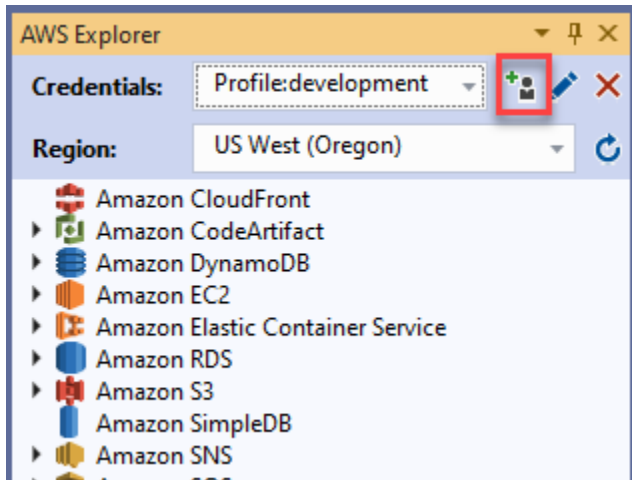 AWS Explorer
Credentials: Profile:development
Region: US West (Oregon)
Amazon CloudFront
Amazon CodeArtifact
Amazon DynamoDB
Amazon EC2
Amazon Elastic Container Service
Amazon RDS
Amazon S3
Amazon SimpleDB
Amazon SNS